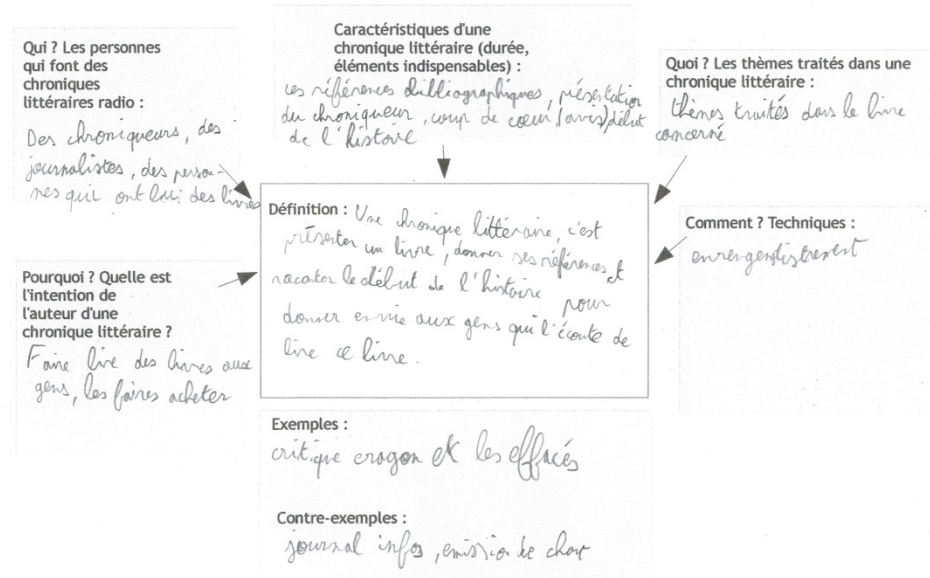 Qui ? Les personnes
qui font des
chroniques
littéraires radio :
Des chroniqueurs, des
journalistes, des person-
nes qui ont lu des livres
Caractéristiques d'une
chronique littéraire (durée,
éléments indispensables) :
Les références bibliographiques, présentation
du chroniqueur, coup de cœur (avis) début
de l'histoire
Quoi ? Les thèmes traités dans une
chronique littéraire :
thèmes traités dans le livre
concerné
Définition : Une chronique littéraire, c'est
présenter un livre, donner ses références et
racoter le début de l'histoire pour
donner envie aux gens qui l'écoute de
lire ce livre.
Pourquoi ? Quelle est
l'intention de
l'auteur d'une
chronique littéraire ?
Faire lire des livres aux
gens, les faires acheter
Comment ? Techniques :
Exemples :
critique eragon et les effacés
Contre-exemples :
journal infos, emission de